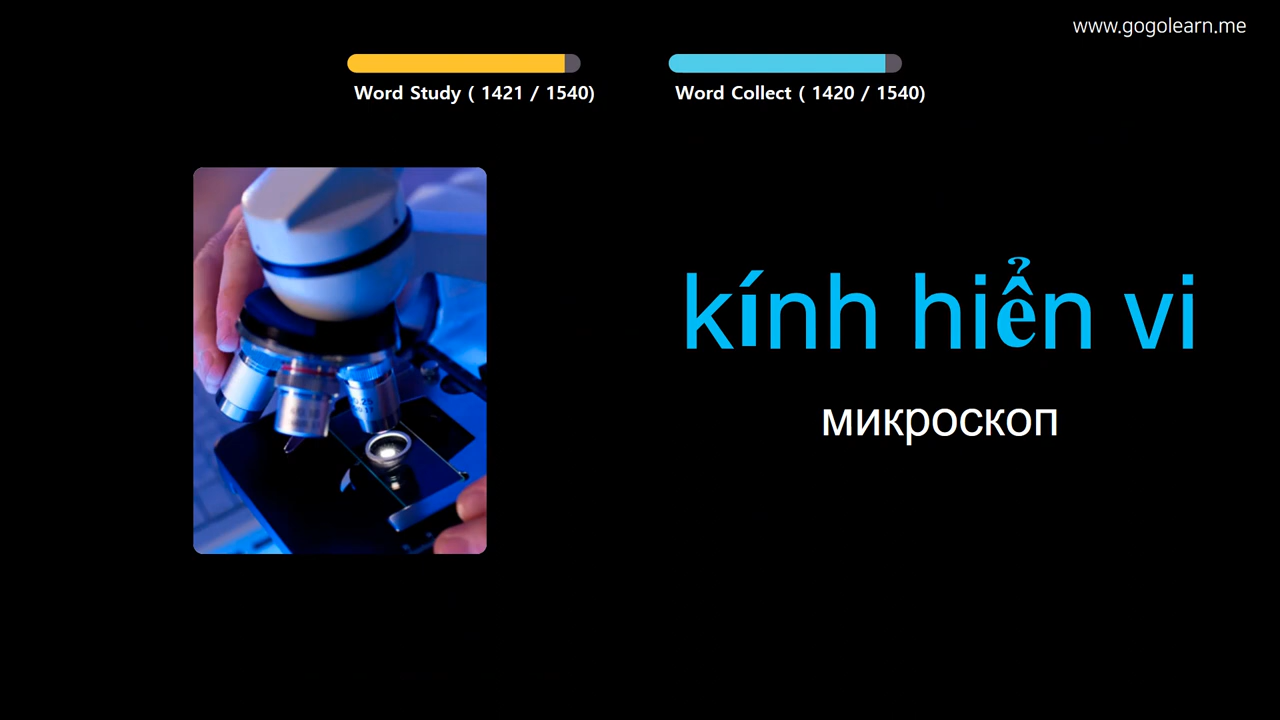 www.gogolearn.me
Word Study ( 1421 / 1540)
Word Collect ( 1420 / 1540)
kính hiển vi
микроскоп